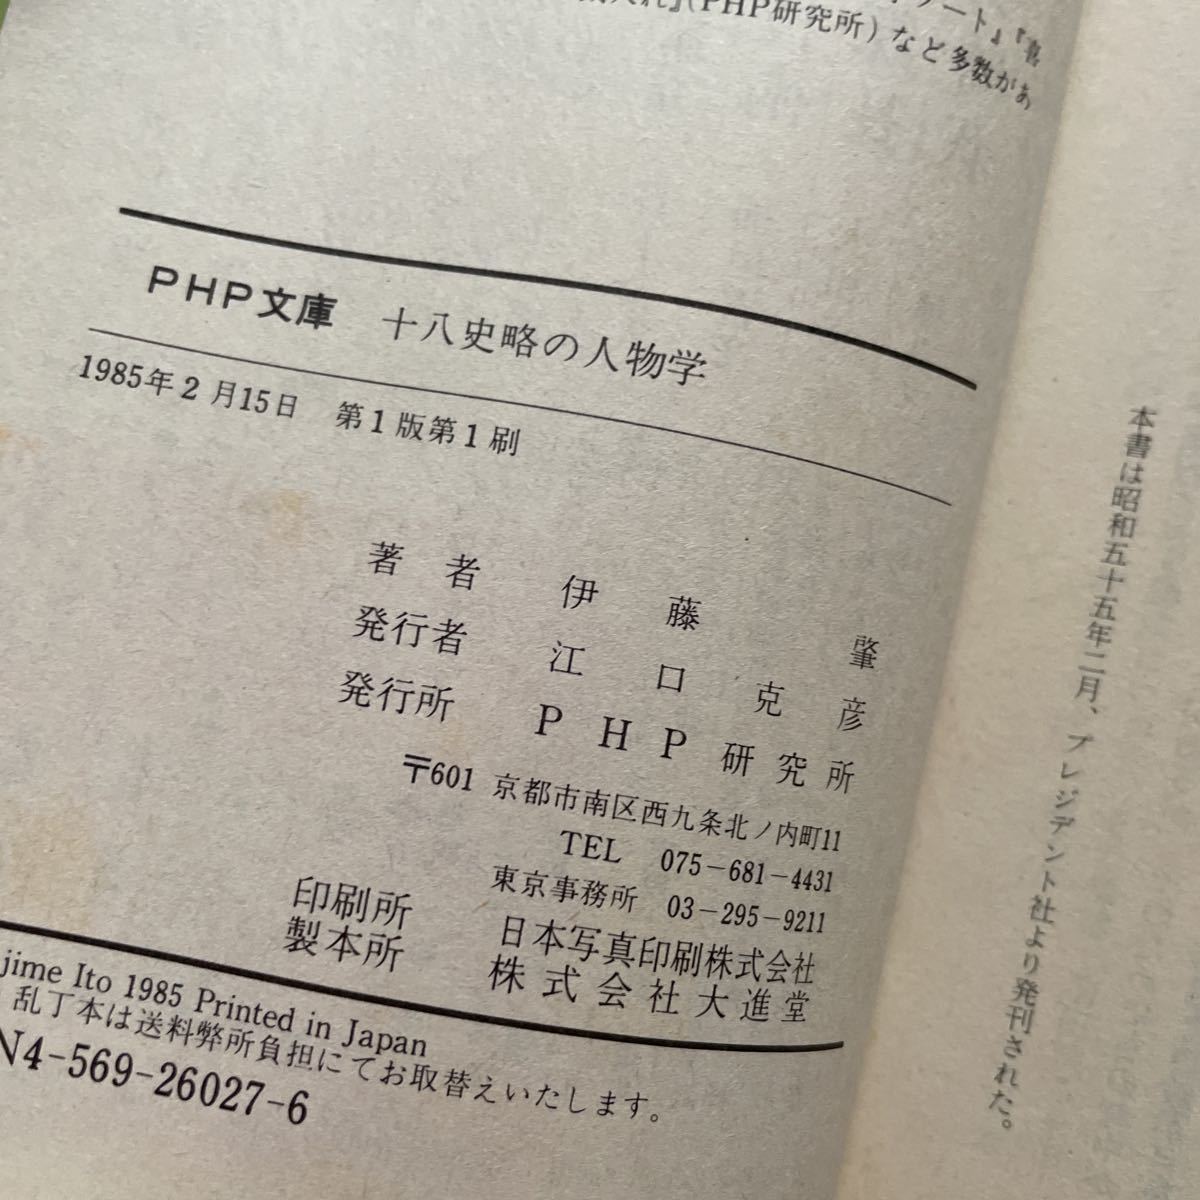 ノート』『
入れ』(PHP研究所)など多数があ
PHP文庫 十八史略の人物学
1985年2月15日 第1版第1刷
著者 伊藤肇
発行者 江口克彦
発行所 PHP研究所
〒601 京都市南区西九条北ノ内町11
TEL 075-681-4431
東京事務所 03-295-9211
印刷所 日本写真印刷株式会社
製本所 株式会社大進堂
jime Ito 1985 Printed in Japan
乱丁本は送料弊所負担にてお取替えいたします。
N4-569-26027-6
本書は昭和五十五年二月、プレジデント社より発刊された。